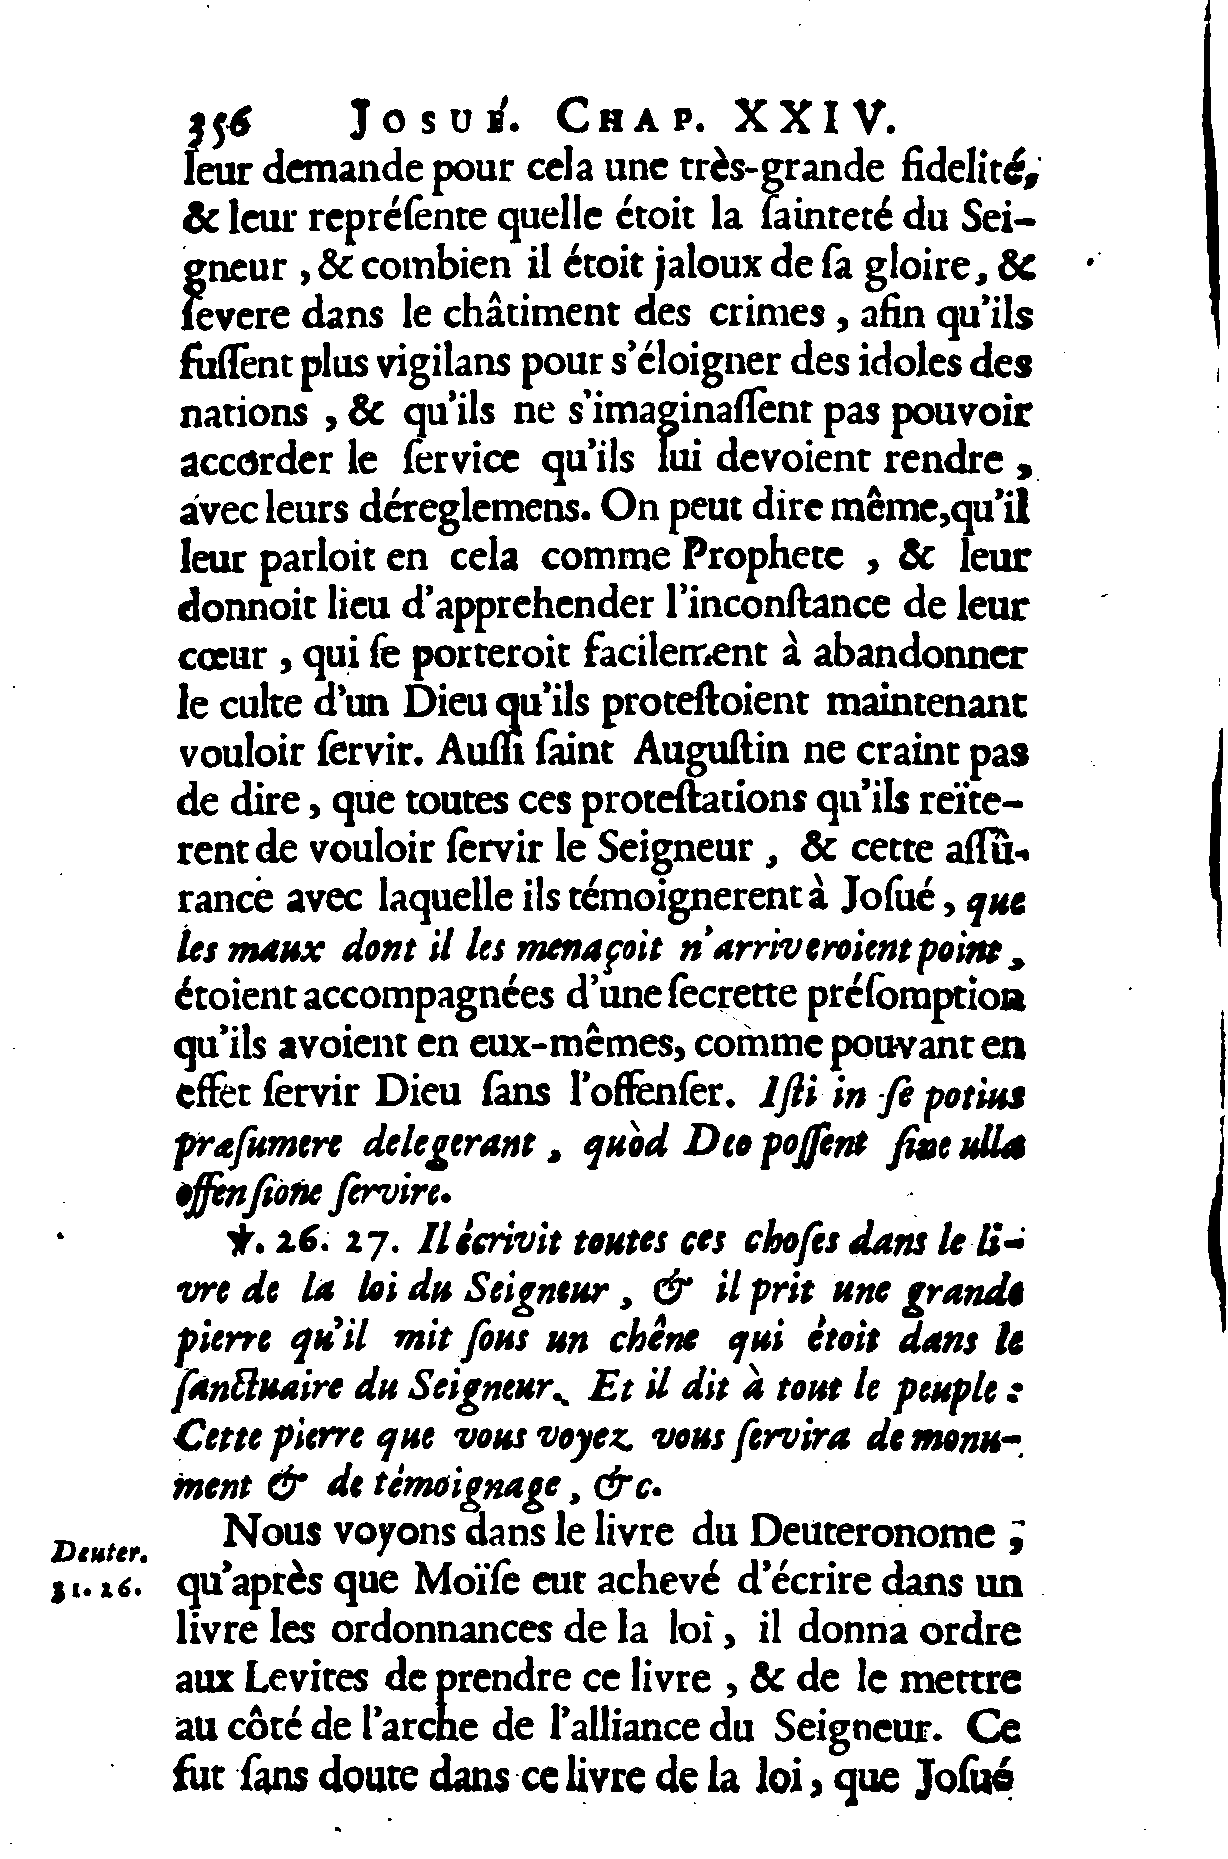 356 JOSUÉ. CHAP. XXIV.
leur demande pour cela une très-grande fidelité,
& leur repréſente quelle étoit la ſainteté du Sei-
gneur, & combien il étoit jaloux de ſa gloire, &
ſevere dans le châtiment des crimes, afin qu'ils
fuſſent plus vigilans pour s'éloigner des idoles des
nations, & qu'ils ne s'imaginaſſent pas pouvoir
accorder le ſervice qu'ils lui devoient rendre,
avec leurs déreglemens. On peut dire même, qu'il
leur parloit en cela comme Prophete, & leur
donnoit lieu d'apprehender l'inconſtance de leur
cœur, qui ſe porteroit facilement à abandonner
le culte d'un Dieu qu'ils proteſtoient maintenant
vouloir ſervir. Auſſi ſaint Auguſtin ne craint pas
de dire, que toutes ces proteſtations qu'ils reïte-
rent de vouloir ſervir le Seigneur, & cette aſſû-
rance avec laquelle ils témoignerent à Joſué, que
les maux dont il les menaçoit n'arriveroient point,
étoient accompagnées d'une ſecrette préſomption
qu'ils avoient en eux-mêmes, comme pouvant en
effet ſervir Dieu ſans l'offenſer. Iſti in ſe potius
præſumere delegerant, quòd Deo poſſent ſine ulla
offenſione ſervire.
℣. 26. 27. Il écrivit toutes ces choſes dans le li-
vre de la loi du Seigneur, & il prit une grande
pierre qu'il mit ſous un chêne qui étoit dans le
ſanctuaire du Seigneur. Et il dit à tout le peuple :
Cette pierre que vous voyez vous ſervira de monu-
ment & de témoignage, &c.
Nous voyons dans le livre du Deuteronome,
Deuter.
31. 26.
qu'après que Moïſe eut achevé d'écrire dans un
livre les ordonnances de la loi, il donna ordre
aux Levites de prendre ce livre, & de le mettre
au côté de l'arche de l'alliance du Seigneur. Ce
fut ſans doute dans ce livre de la loi, que Joſué